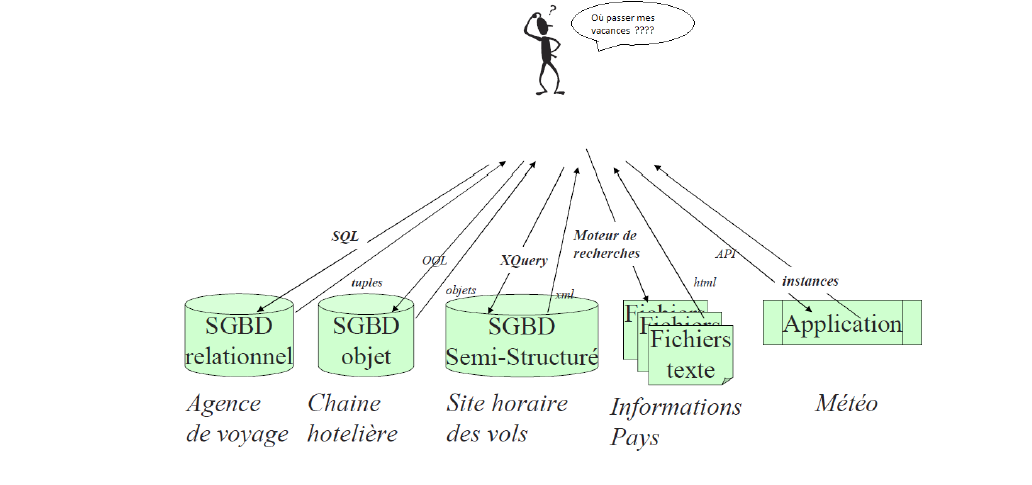 ?
Où passer mes
vacances ????
SQL
Moteur de
recherches
OQL
XQuery
API
tuples
objets
xml
html
instances
SGBD
relationnel
SGBD
objet
SGBD
Semi-Structuré
Fichiers
Fichiers
Fichiers
texte
Application
Agence
de voyage
Chaine
hotelière
Site horaire
des vols
Informations
Pays
Météo